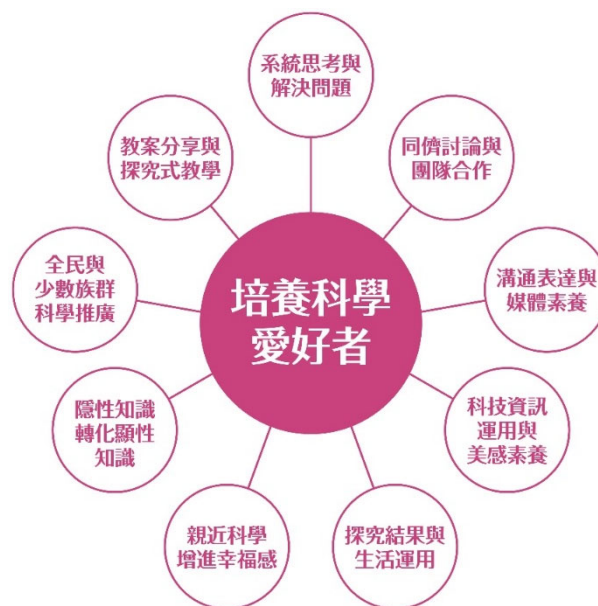 系統思考與
解決問題
同儕討論與
團隊合作
溝通表達與
媒體素養
科技資訊
運用與
美感素養
探究結果與
生活運用
親近科學
增進幸福感
隱性知識
轉化顯性
知識
全民與
少數族群
科學推廣
教案分享與
探究式教學
培養科學
愛好者